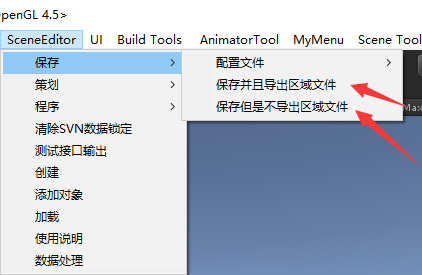 OpenGL 4.5>
SceneEditor UI Build Tools AnimatorTool MyMenu Scene Tool
保存 >
策划 >
程序 >
清除SVN数据锁定
测试接口输出
创建
添加对象
加载
使用说明
数据处理
配置文件 >
保存并且导出区域文件
保存但是不导出区域文件
Max